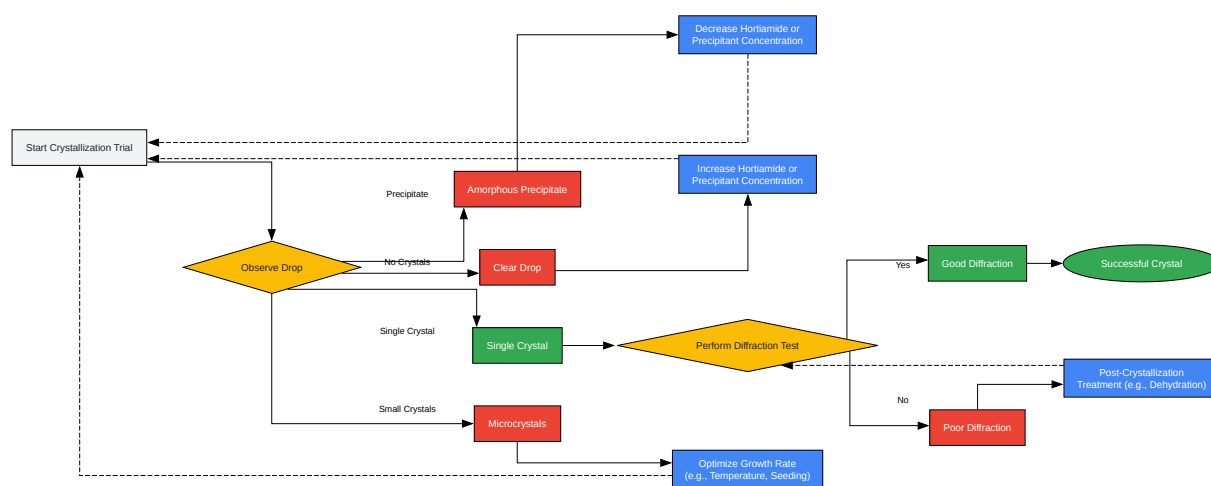 Decrease Hortiamide or
Precipitant Concentration
Start Crystallization Trial
Increase Hortiamide or
Precipitant Concentration
Precipitate
Amorphous Precipitate
Observe Drop
No Crystals
Clear Drop
Yes
Good Diffraction
Successful Crystal
Single Crystal
Single Crystal
Perform Diffraction Test
Post-Crystallization
Treatment (e.g., Dehydration)
No
Small Crystals
Microcrystals
Poor Diffraction
Optimize Growth Rate
(e.g., Temperature, Seeding)